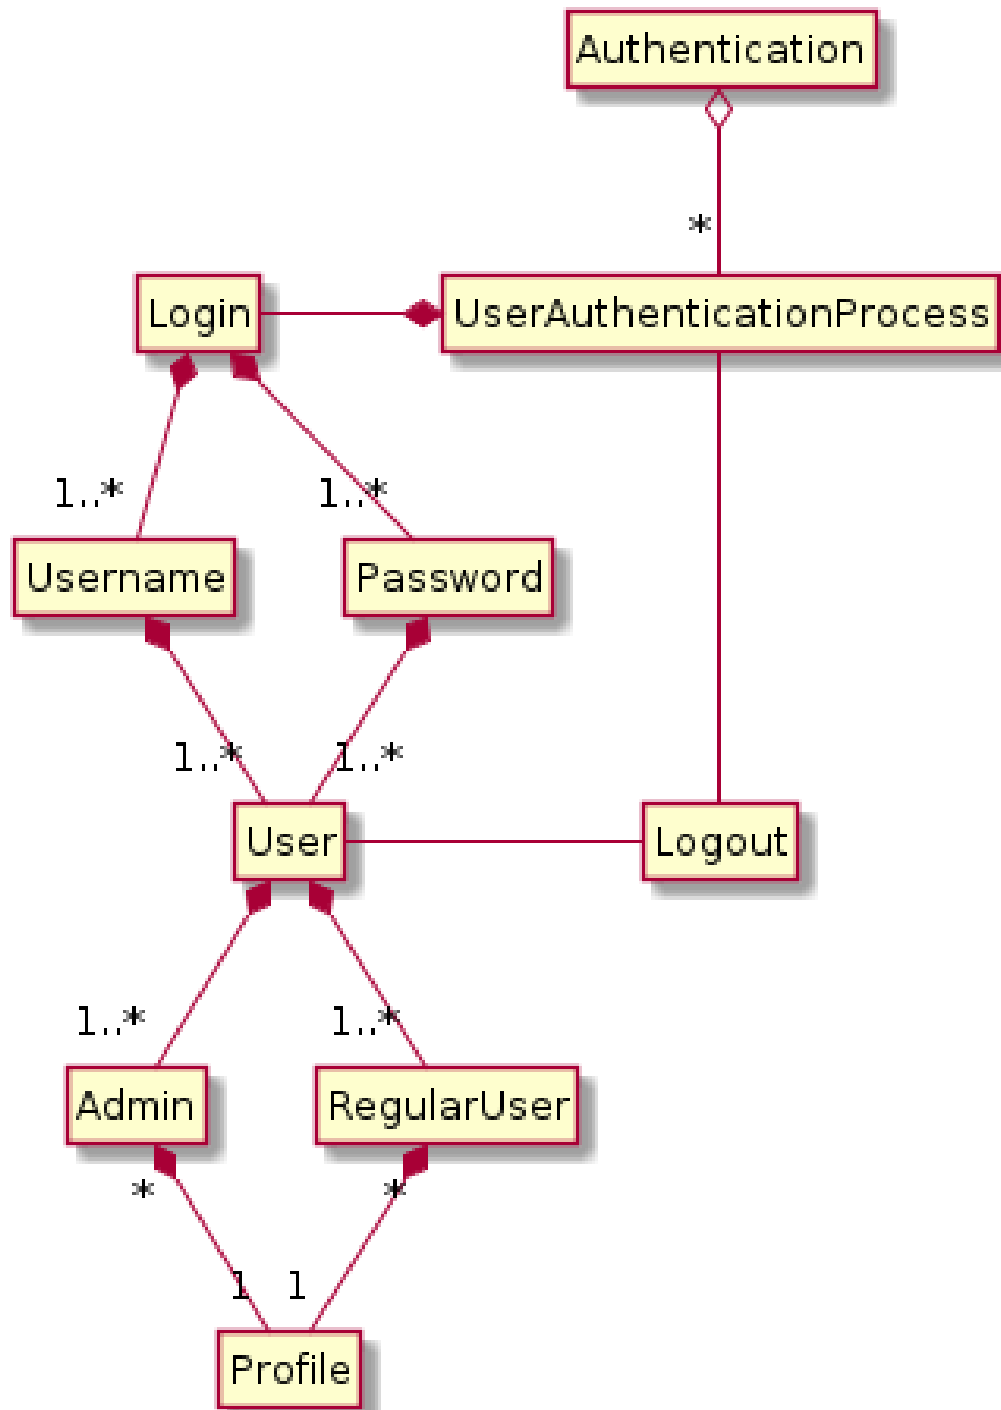 Authentication
*
Login
UserAuthenticationProcess
1..*
1..*
Username
Password
1..*
1..*
User
Logout
1..*
1..*
Admin
RegularUser
*
*
1
1
Profile